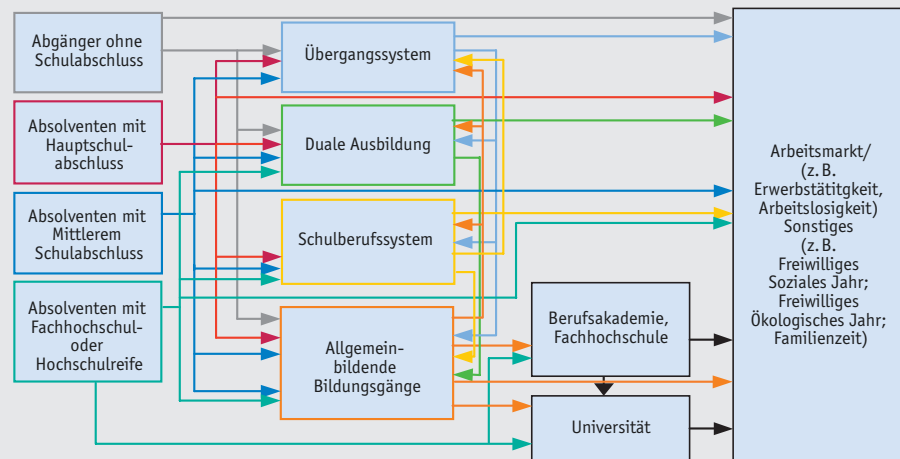 Abgänger ohne
Schulabschluss
Absolventen mit
Hauptschul-
abschluss
Absolventen mit
Mittlerem
Schulabschluss
Absolventen mit
Fachhochschul-
oder
Hochschulreife
Übergangssystem
Duale Ausbildung
Schulberufssystem
Allgemein-
bildende
Bildungsgänge
Berufsakademie,
Fachhochschule
Universität
Arbeitsmarkt/
(z. B.
Erwerbstätitgkeit,
Arbeitslosigkeit)
Sonstiges
(z. B.
Freiwilliges
Soziales Jahr;
Freiwilliges
Ökologisches Jahr;
Familienzeit)